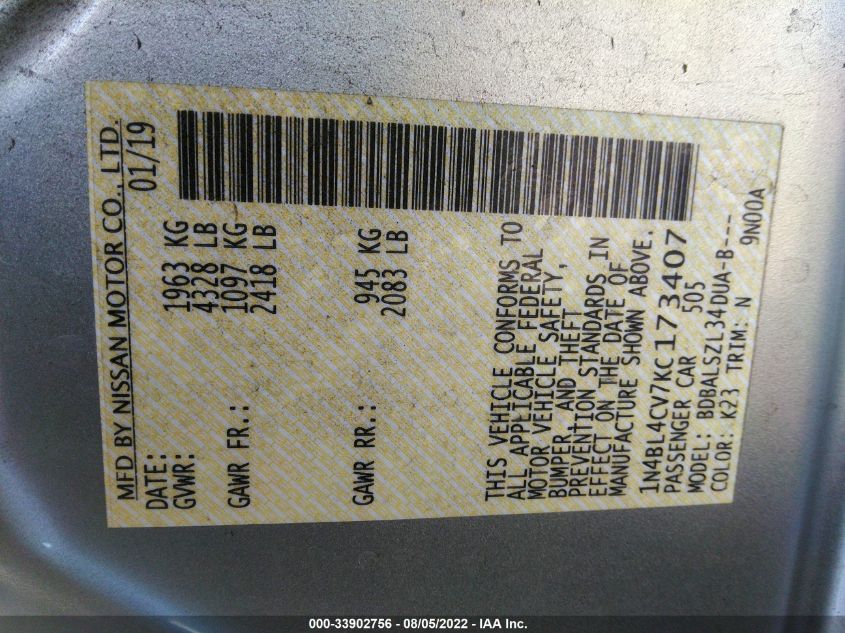 MFD BY NISSAN MOTOR CO., LTD.
DATE: 01/19
GVWR: 1963 KG
4328 LB
GAWR FR.: 1097 KG
2418 LB
GAWR RR.: 945 KG
2083 LB
THIS VEHICLE CONFORMS TO
ALL APPLICABLE FEDERAL
MOTOR VEHICLE SAFETY,
BUMPER, AND THEFT
PREVENTION STANDARDS IN
EFFECT ON THE DATE OF
MANUFACTURE SHOWN ABOVE.
1N4BL4CV7KC173407
PASSENGER CAR 505
MODEL: BDBALSZL34DUA-B---
COLOR: K23 TRIM: N 9N00A
000-33902756 - 08/05/2022 - IAA Inc.